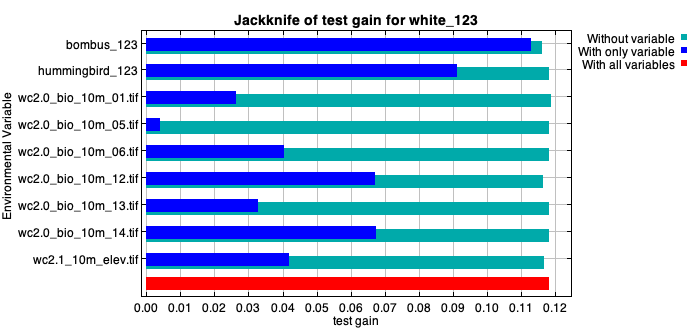 Jackknife of test gain for white_123
Without variable
With only variable
With all variables
Environmental Variable
bombus_123
hummingbird_123
wc2.0_bio_10m_01.tif
wc2.0_bio_10m_05.tif
wc2.0_bio_10m_06.tif
wc2.0_bio_10m_12.tif
wc2.0_bio_10m_13.tif
wc2.0_bio_10m_14.tif
wc2.1_10m_elev.tif
0.00 0.01 0.02 0.03 0.04 0.05 0.06 0.07 0.08 0.09 0.10 0.11 0.12
test gain